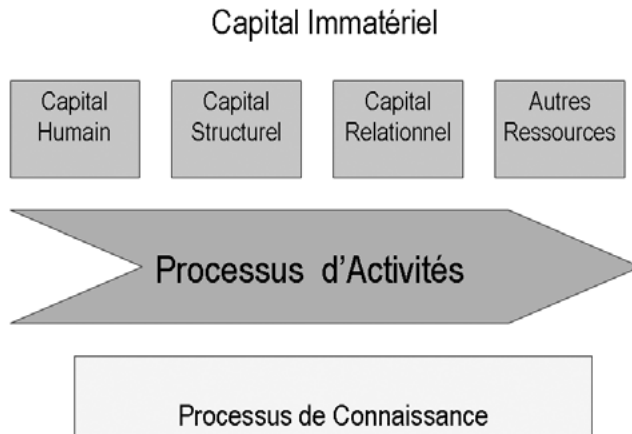 Capital Immatériel
Capital
Humain
Capital
Structurel
Capital
Relationnel
Autres
Ressources
Processus d’Activités
Processus de Connaissance